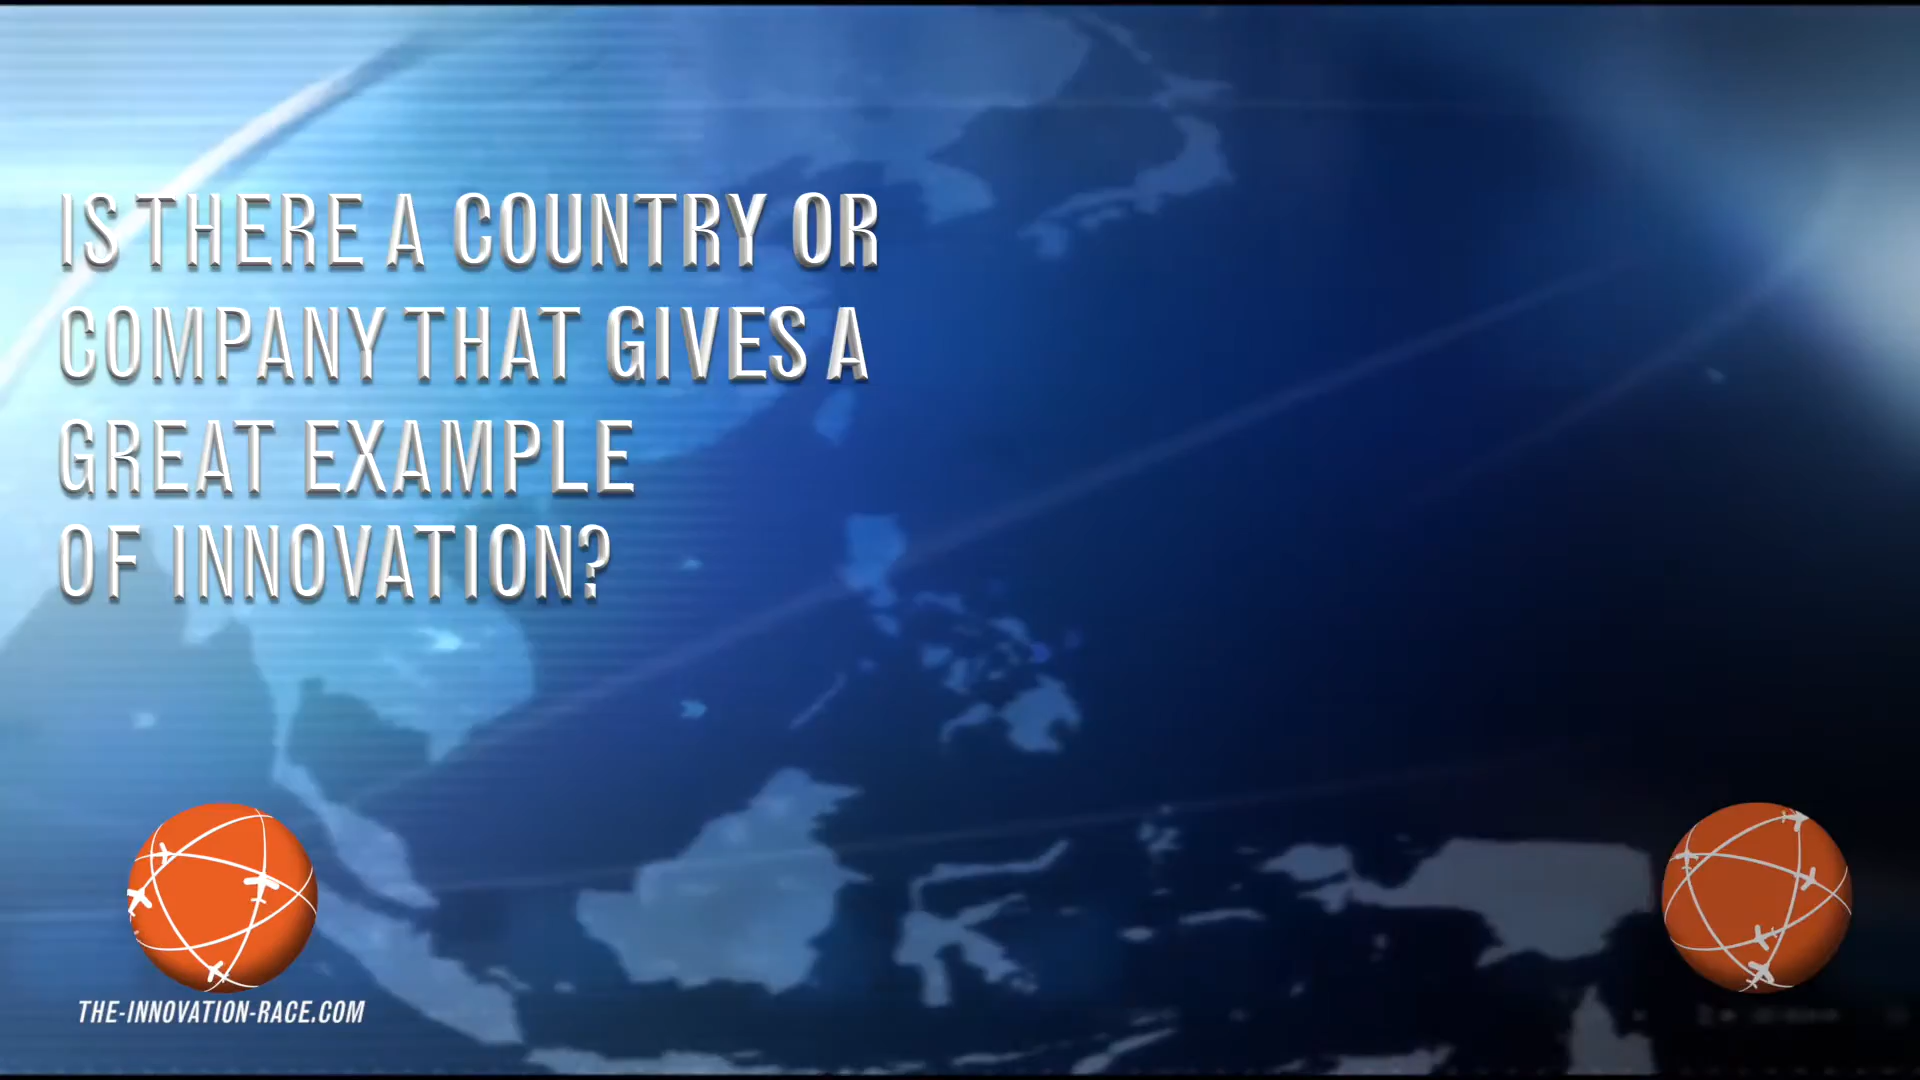 IS THERE A COUNTRY OR
COMPANY THAT GIVES A
GREAT EXAMPLE
OF INNOVATION?
THE-INNOVATION-RACE.COM